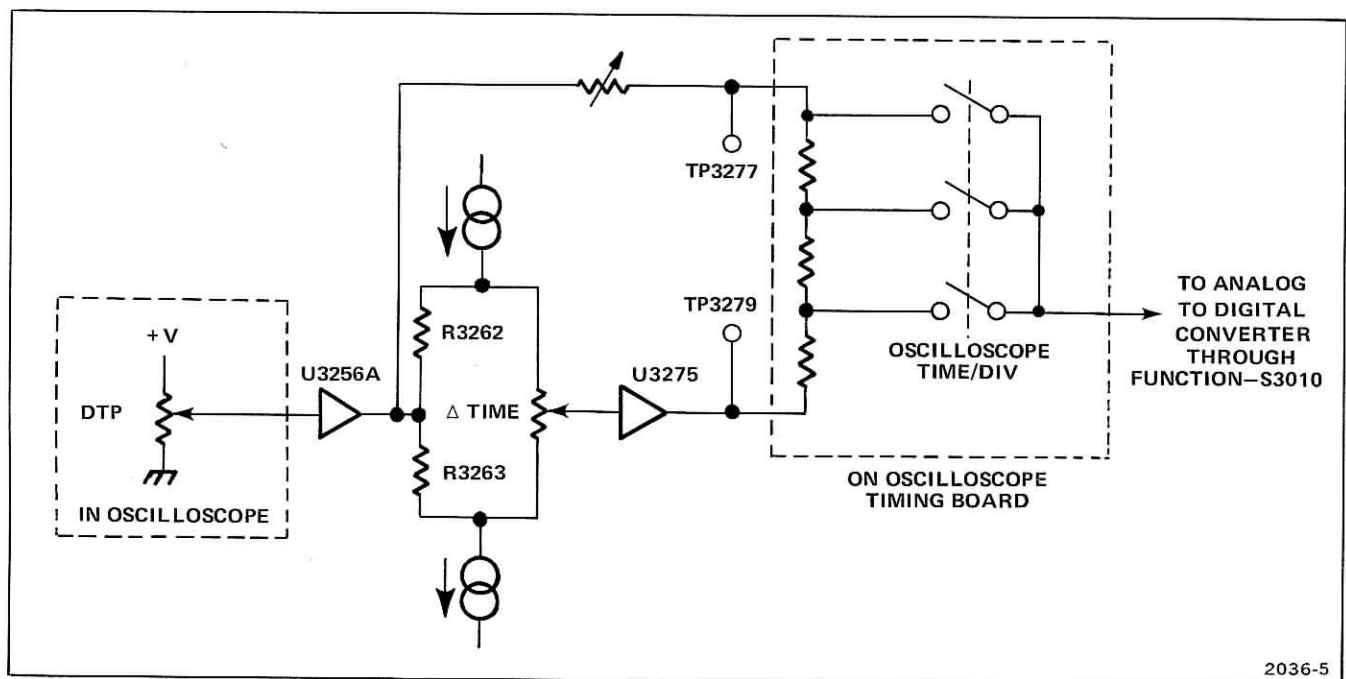 TP3277
R3262
TP3279
+V
DTP
U3256A
Δ TIME
U3275
R3263
IN OSCILLOSCOPE
OSCILLOSCOPE
TIME/DIV
ON OSCILLOSCOPE
TIMING BOARD
TO ANALOG
TO DIGITAL
CONVERTER
THROUGH
FUNCTION—S3010
2036-5